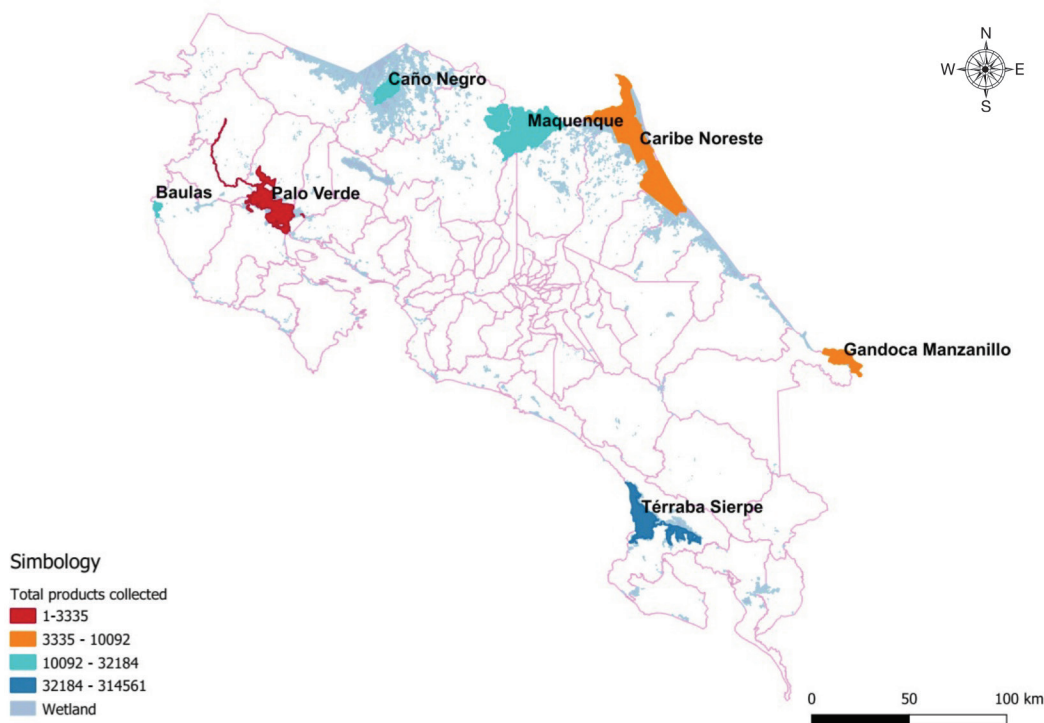 N
W E
S
Caño Negro
Maquenque
Caribe Noreste
Baulas
Palo Verde
Gandoca Manzanillo
Térraba Sierpe
Simbology
Total products collected
1-3335
3335 - 10092
10092 - 32184
32184 - 314561
Wetland
0 50 100 km